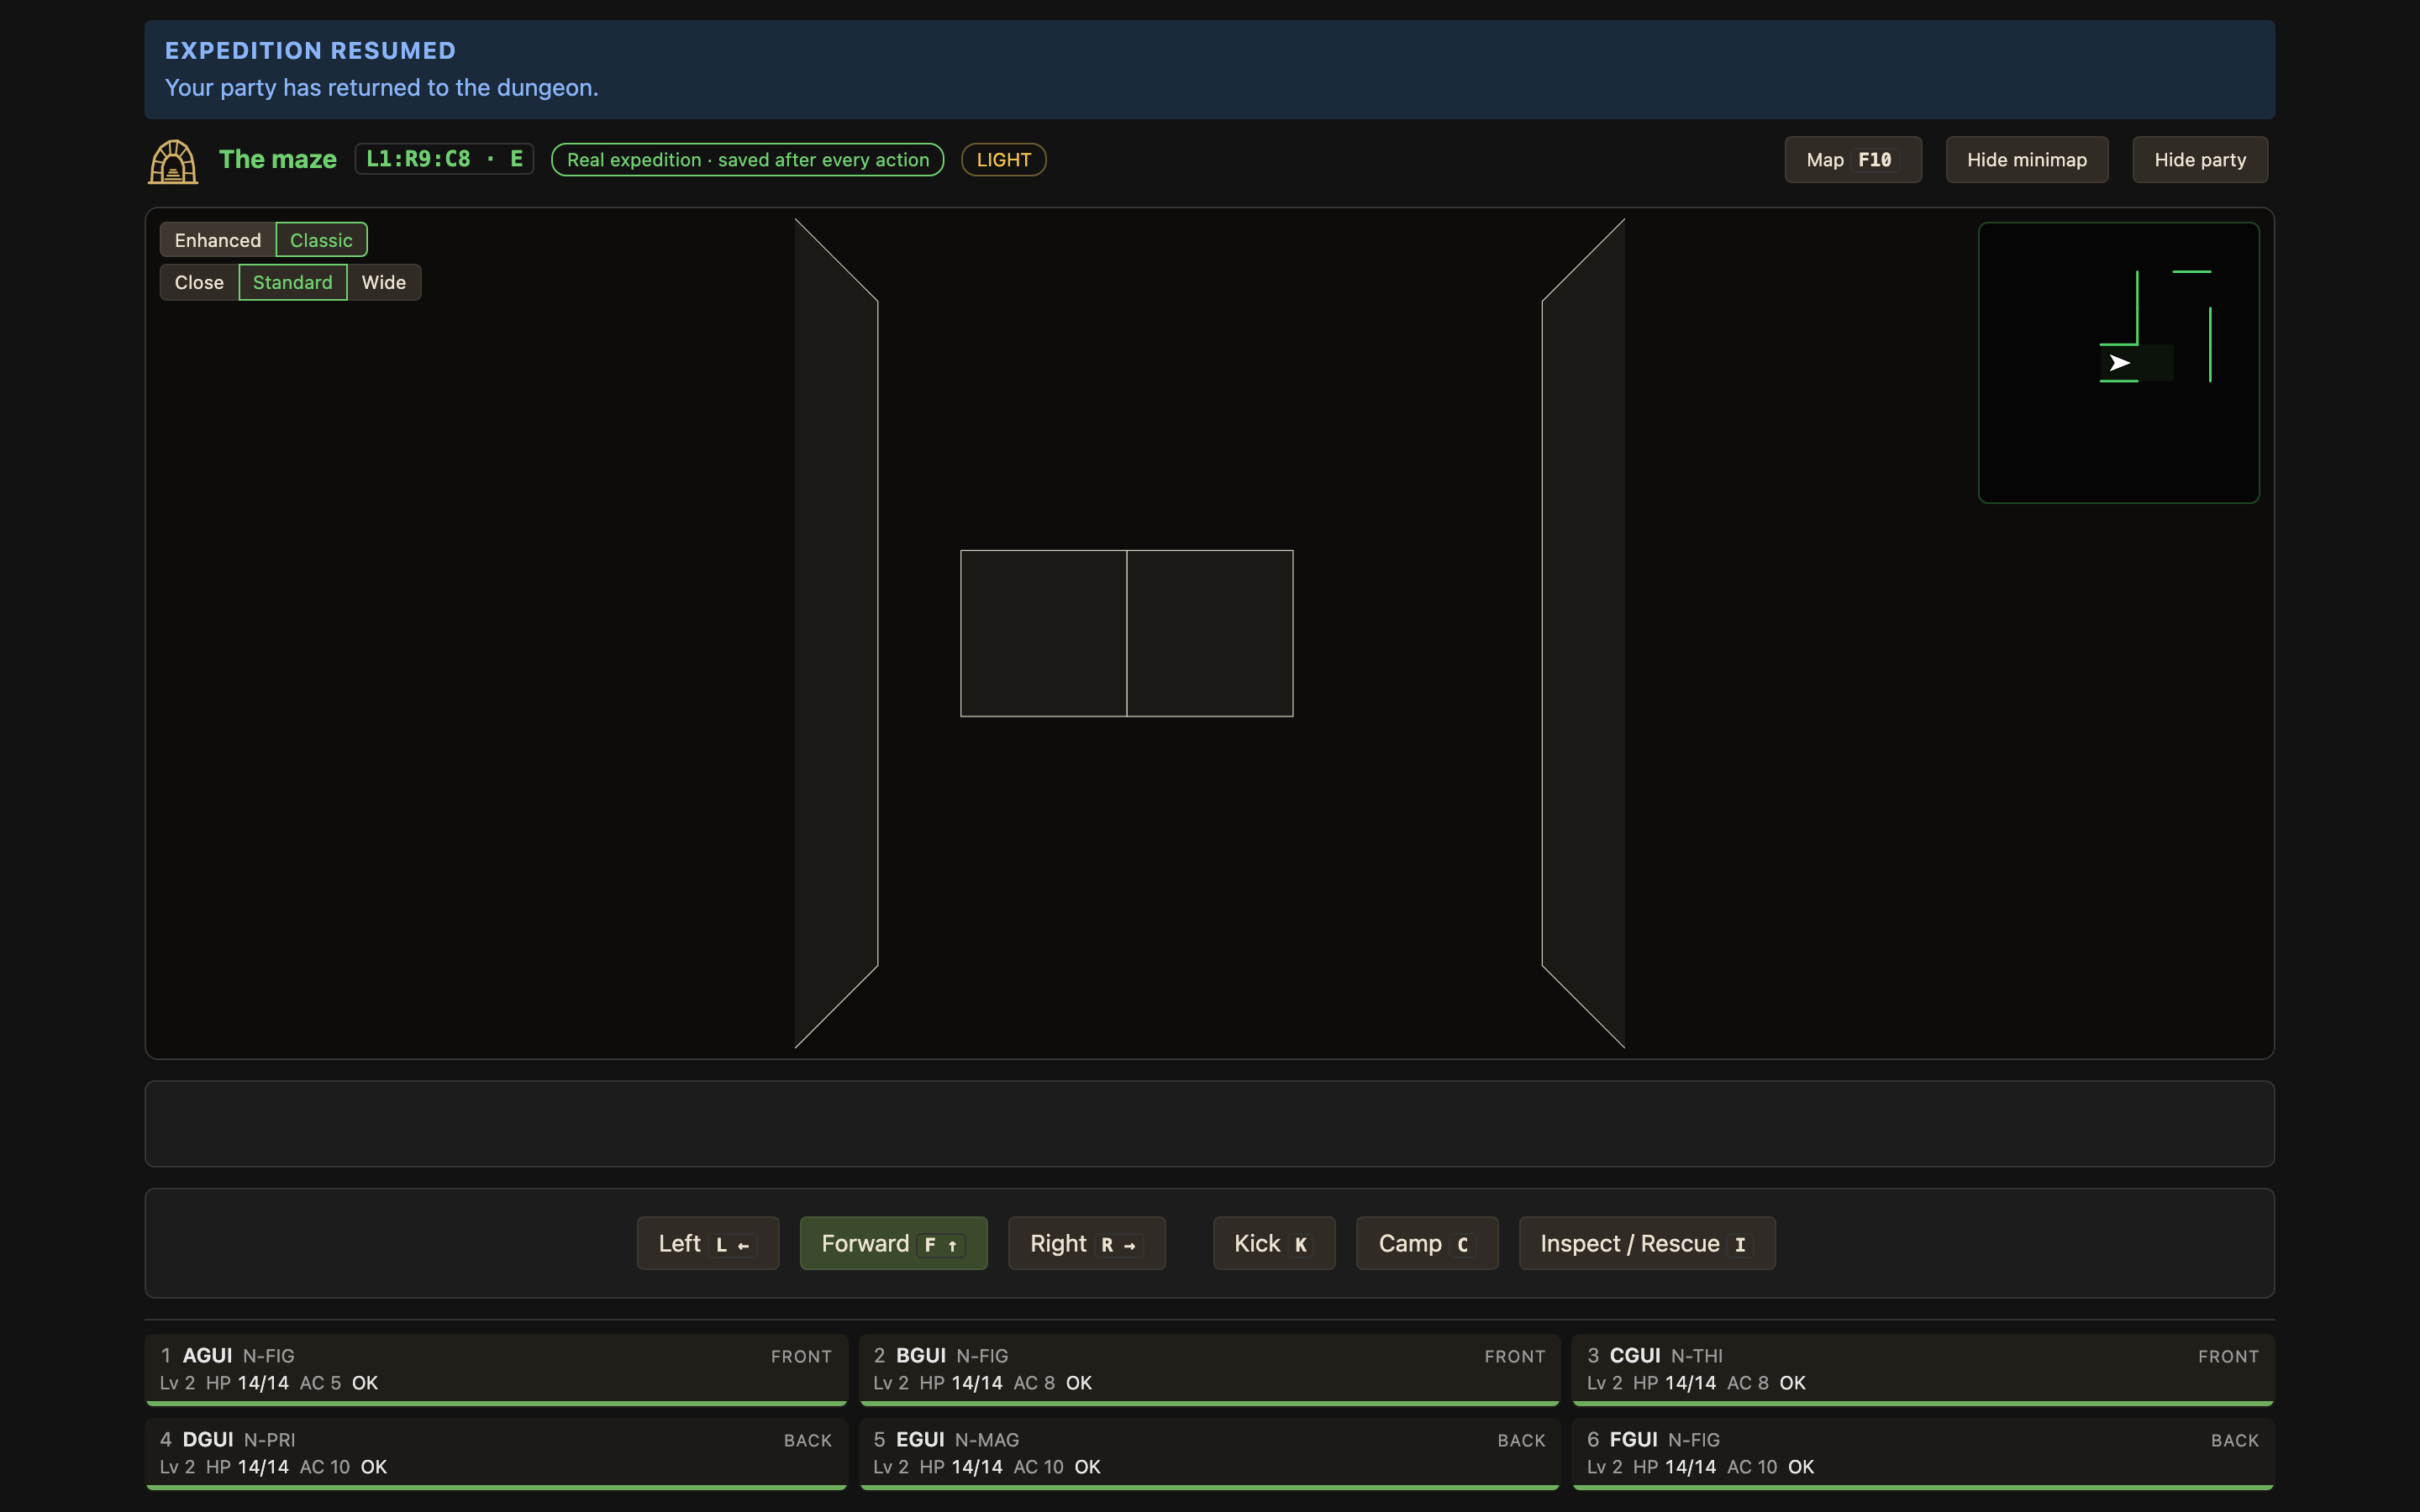 EXPEDITION RESUMED
Your party has returned to the dungeon.
The maze L1:R9:C8 · E Real expedition · saved after every action LIGHT Map F10 Hide minimap Hide party
Enhanced Classic
Close Standard Wide
Left L ← Forward F ↑ Right R → Kick K Camp C Inspect / Rescue I
1 AGUI N-FIG FRONT
Lv 2 HP 14/14 AC 5 OK
2 BGUI N-FIG FRONT
Lv 2 HP 14/14 AC 8 OK
3 CGUI N-THI FRONT
Lv 2 HP 14/14 AC 8 OK
4 DGUI N-PRI BACK
Lv 2 HP 14/14 AC 10 OK
5 EGUI N-MAG BACK
Lv 2 HP 14/14 AC 10 OK
6 FGUI N-FIG BACK
Lv 2 HP 14/14 AC 10 OK